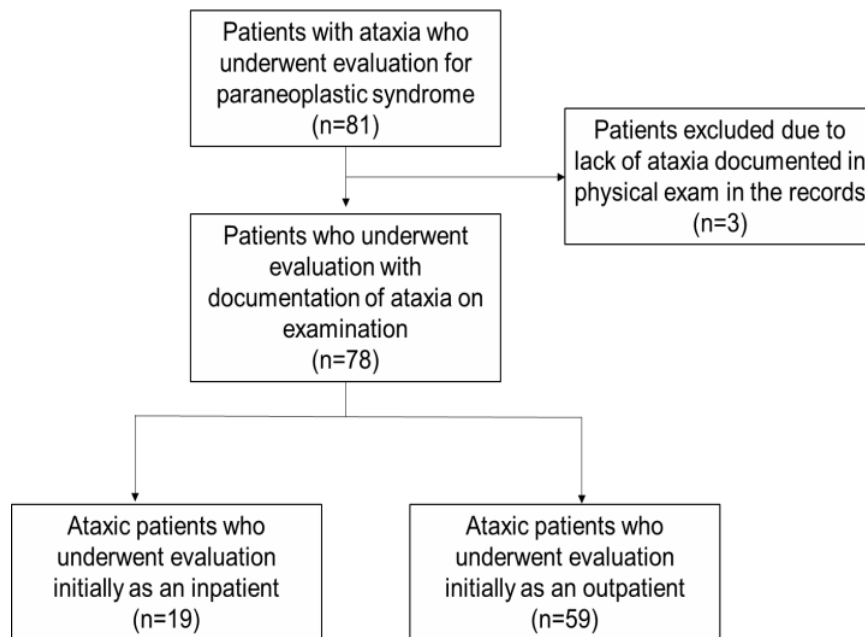 Patients with ataxia who
underwent evaluation for
paraneoplastic syndrome
(n=81)
Patients excluded due to
lack of ataxia documented in
physical exam in the records
(n=3)
Patients who underwent
evaluation with
documentation of ataxia on
examination
(n=78)
Ataxic patients who
underwent evaluation
initially as an inpatient
(n=19)
Ataxic patients who
underwent evaluation
initially as an outpatient
(n=59)